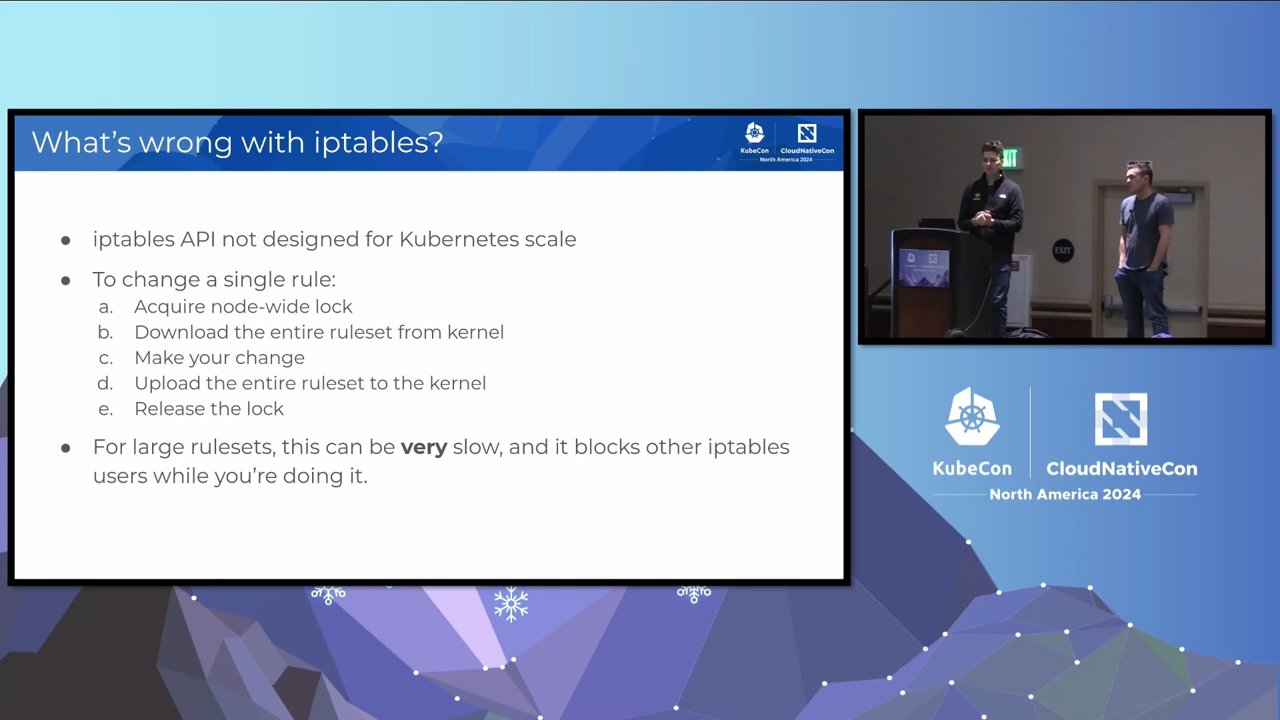 What's wrong with iptables?
KubeCon
CloudNativeCon
North America 2024
● iptables API not designed for Kubernetes scale
● To change a single rule:
a. Acquire node-wide lock
b. Download the entire ruleset from kernel
c. Make your change
d. Upload the entire ruleset to the kernel
e. Release the lock
● For large rulesets, this can be very slow, and it blocks other iptables
users while you're doing it.
EXIT
KubeCon
CloudNativeCon
North America 2024